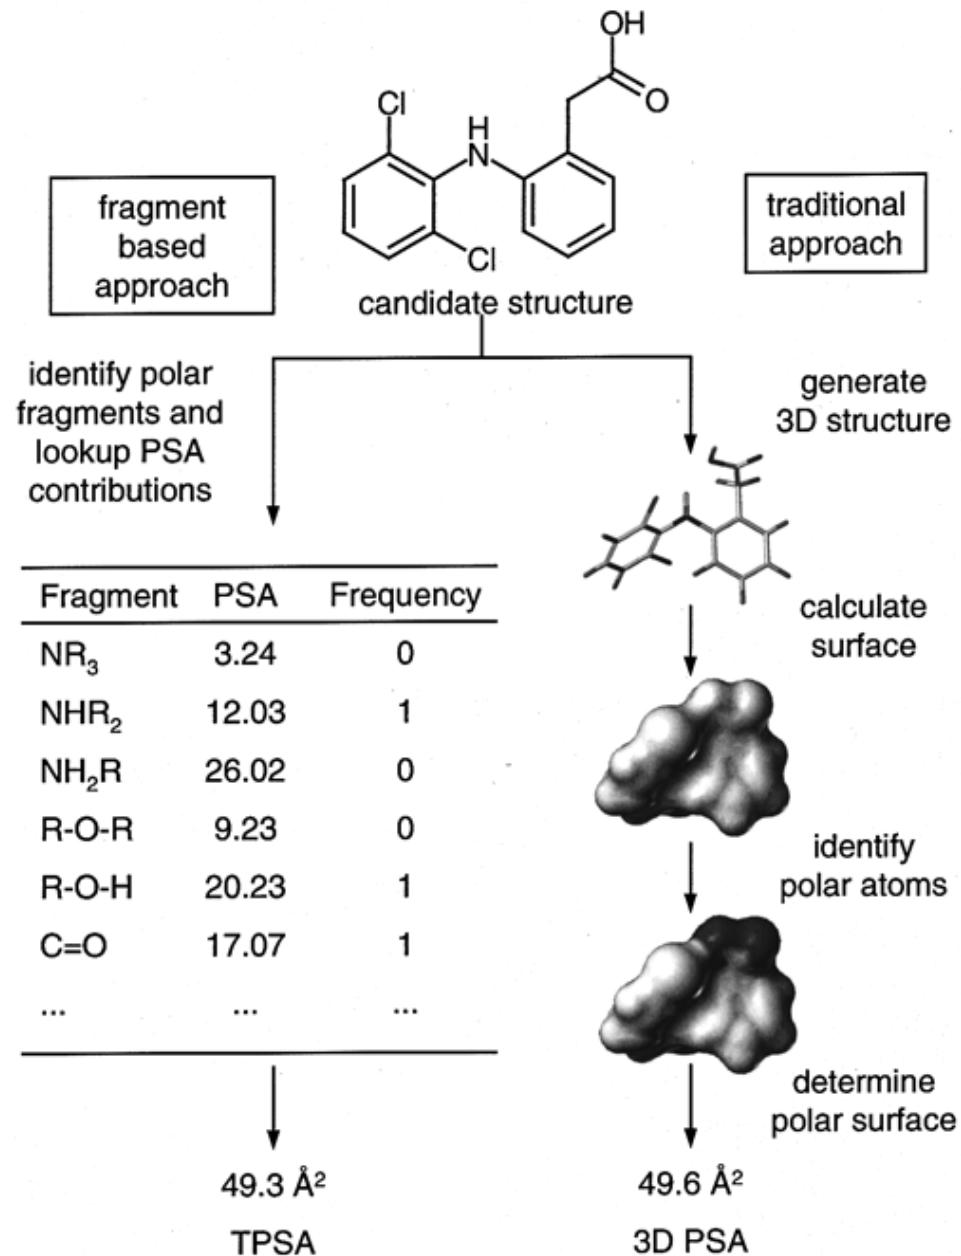 OH
O
Cl
H
N
Cl
fragment
based
approach
traditional
approach
candidate structure
identify polar
fragments and
lookup PSA
contributions
generate
3D structure
Fragment PSA Frequency
NR₃ 3.24 0
NHR₂ 12.03 1
NH₂R 26.02 0
R-O-R 9.23 0
R-O-H 20.23 1
C=O 17.07 1
... ... ...
calculate
surface
identify
polar atoms
determine
polar surface
49.3 Å²
TPSA
49.6 Å²
3D PSA